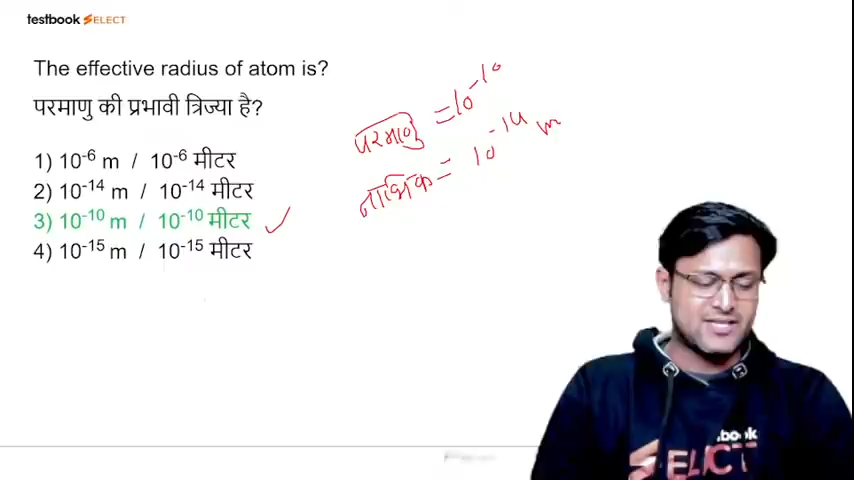 testbook SELECT
The effective radius of atom is?
परमाणु की प्रभावी त्रिज्या है?
1) 10⁻⁶ m / 10⁻⁶ मीटर
2) 10⁻¹⁴ m / 10⁻¹⁴ मीटर
3) 10⁻¹⁰ m / 10⁻¹⁰ मीटर
4) 10⁻¹⁵ m / 10⁻¹⁵ मीटर
परमाणु = 10⁻¹⁰
नाभिक = 10⁻¹⁴ m
book
SELECT